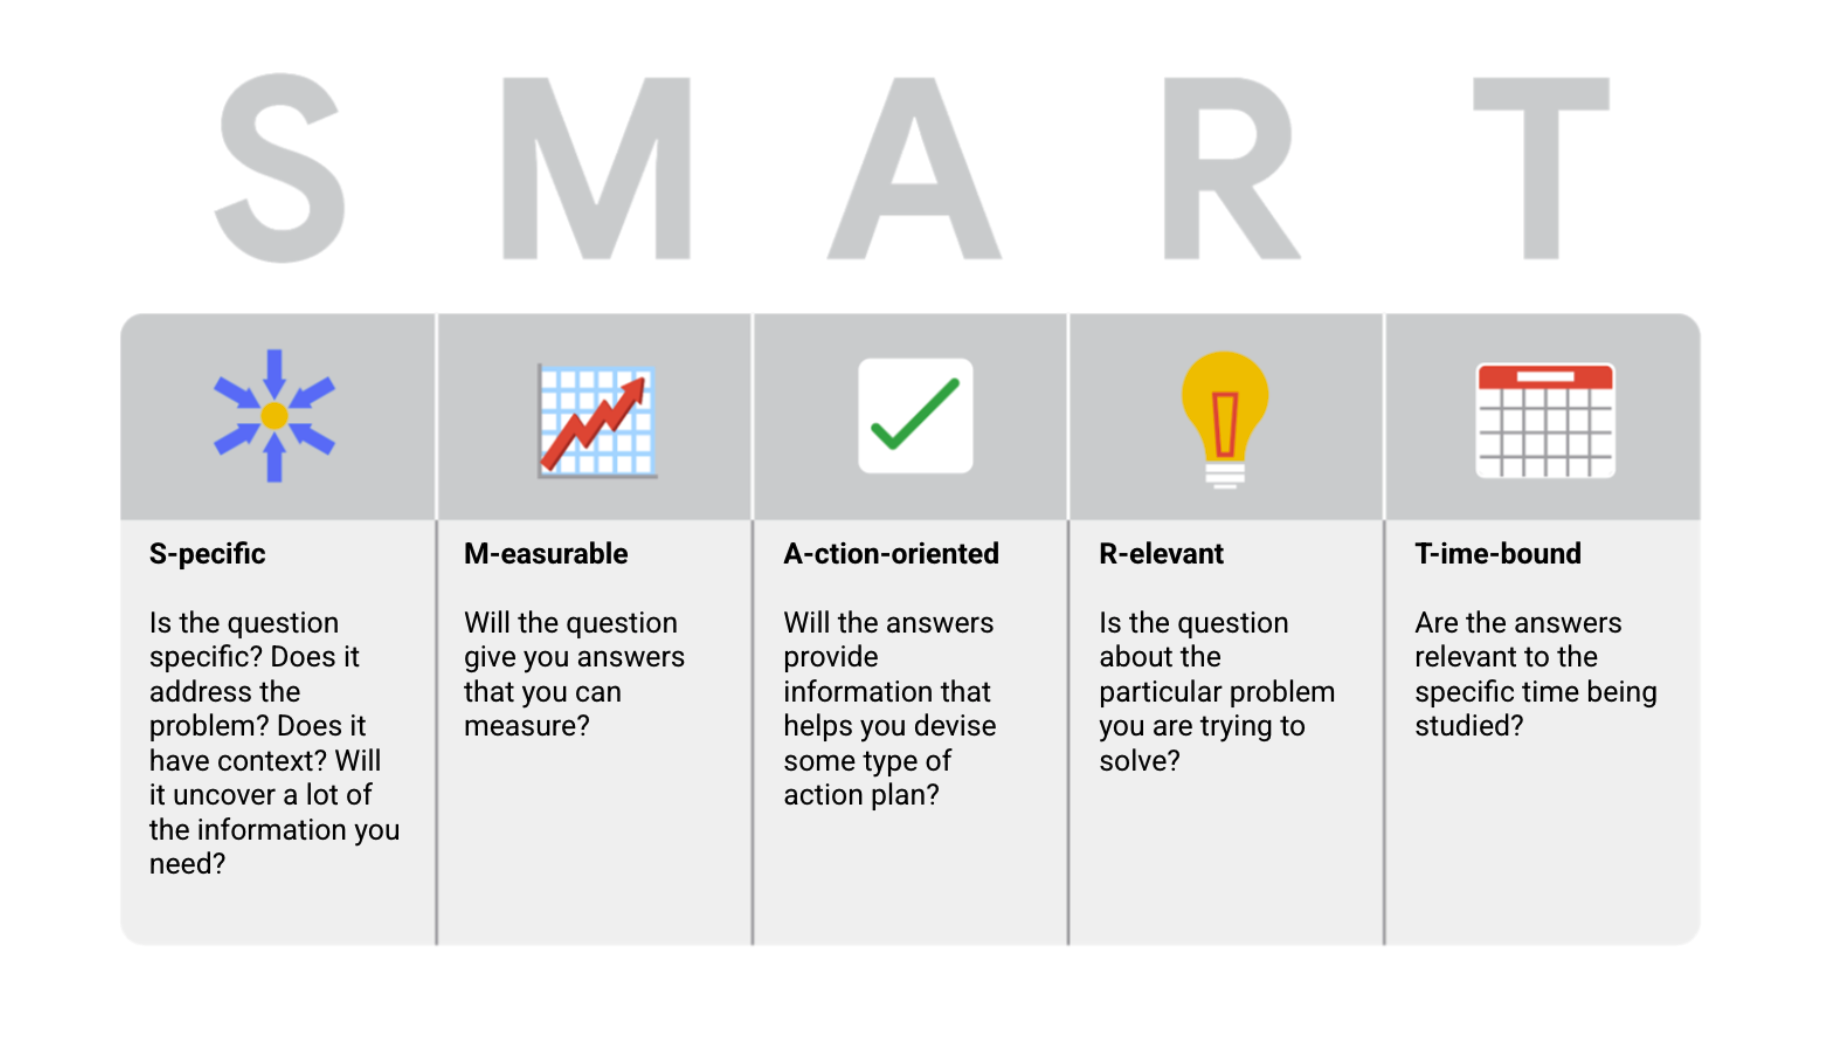 S M A R T
S-pecific
Is the question
specific? Does it
address the
problem? Does it
have context? Will
it uncover a lot of
the information you
need?
M-easurable
Will the question
give you answers
that you can
measure?
A-ction-oriented
Will the answers
provide
information that
helps you devise
some type of
action plan?
R-elevant
Is the question
about the
particular problem
you are trying to
solve?
T-ime-bound
Are the answers
relevant to the
specific time being
studied?